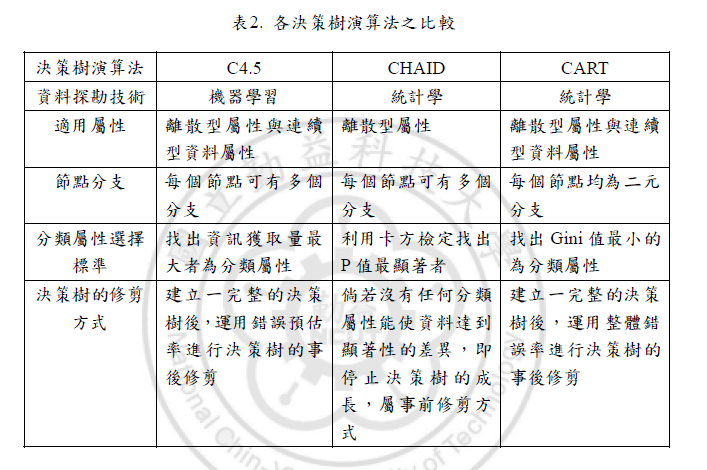 表2. 各決策樹演算法之比較
決策樹演算法 C4.5 CHAID CART
資料探勘技術 機器學習 統計學 統計學
適用屬性 離散型屬性與連續 離散型屬性 離散型屬性與連續
型資料屬性 型資料屬性
節點分支 每個節點可有多個 每個節點可有多個 每個節點均為二元
分支 分支 分支
分類屬性選擇 找出資訊獲取量最 利用卡方檢定找出 找出 Gini 值最小的
標準 大者為分類屬性 P 值最顯著者 為分類屬性
決策樹的修剪 建立一完整的決策 倘若沒有任何分類 建立一完整的決策
方式 樹後，運用錯誤預估 屬性能使資料達到 樹後，運用整體錯
率進行決策樹的事 顯著性的差異，即 誤率進行決策樹的
後修剪 停止決策樹的成 事後修剪
長，屬事前修剪方
式
國立勤益科技大學
National Chin-Y
of Technology